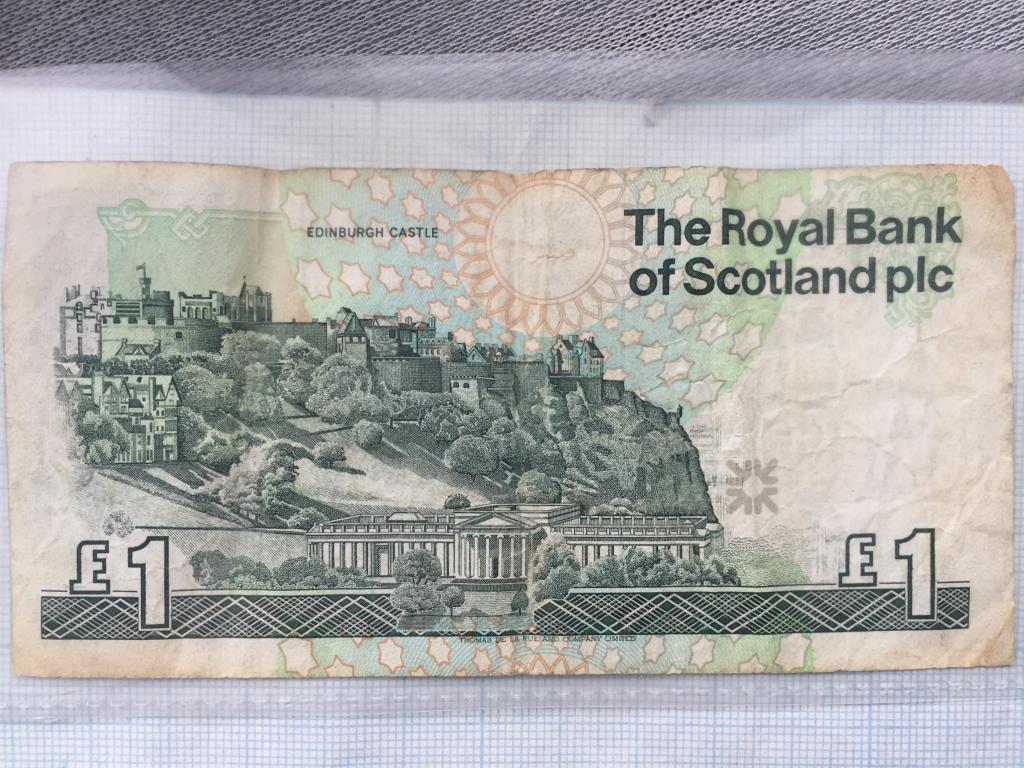 EDINBURGH CASTLE
The Royal Bank
of Scotland plc
£1
£1
THOMAS DE LA RUE AND COMPANY LIMITED